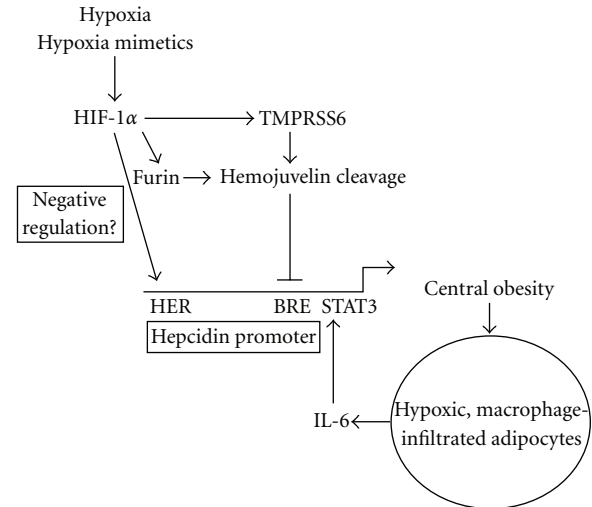 Hypoxia
Hypoxia mimetics
HIF-1α
TMPRSS6
Furin
Hemojuvelin cleavage
Negative
regulation?
HER
BRE
STAT3
Hepcidin promoter
Central obesity
IL-6
Hypoxic, macrophage-
infiltrated adipocytes